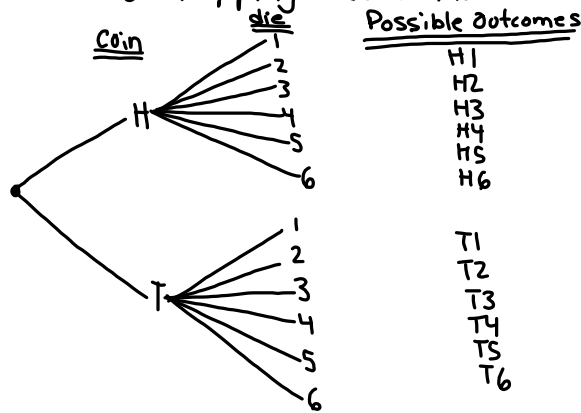 Coin
die
Possible Outcomes
H
1
2
3
4
5
6
H1
H2
H3
H4
H5
H6
T
1
2
3
4
5
6
T1
T2
T3
T4
T5
T6